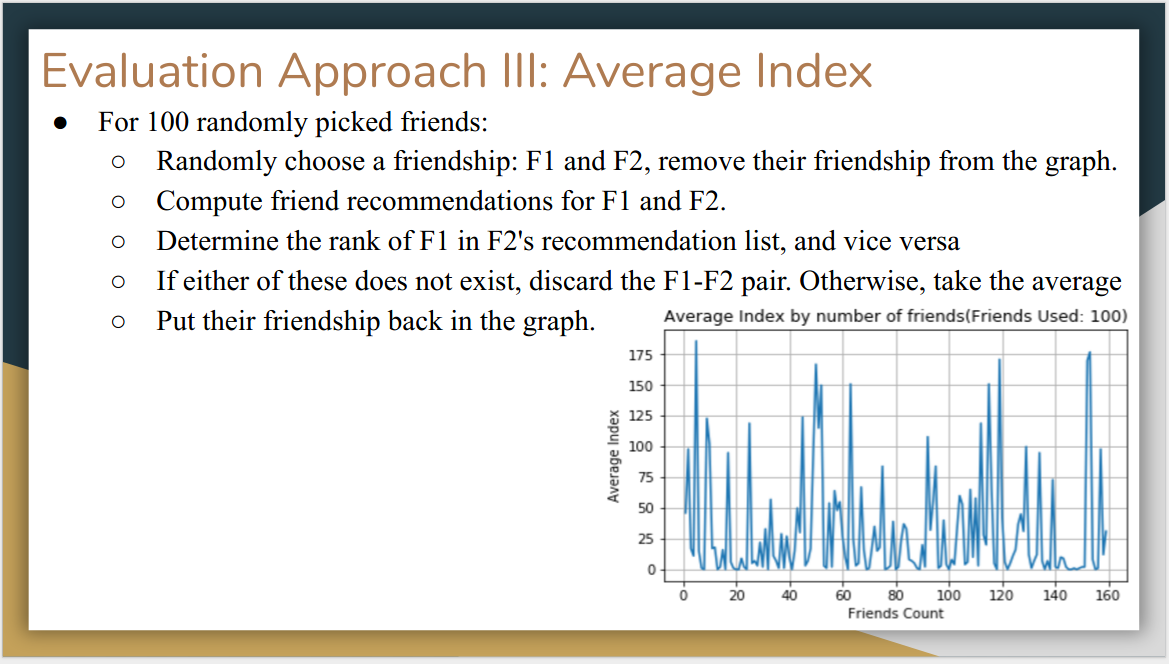 Evaluation Approach III: Average Index
● For 100 randomly picked friends:
○ Randomly choose a friendship: F1 and F2, remove their friendship from the graph.
○ Compute friend recommendations for F1 and F2.
○ Determine the rank of F1 in F2's recommendation list, and vice versa
○ If either of these does not exist, discard the F1-F2 pair. Otherwise, take the average
○ Put their friendship back in the graph.
Average Index by number of friends(Friends Used: 100)
175
150
125
100
75
50
25
0
Average Index
0 20 40 60 80 100 120 140 160
Friends Count